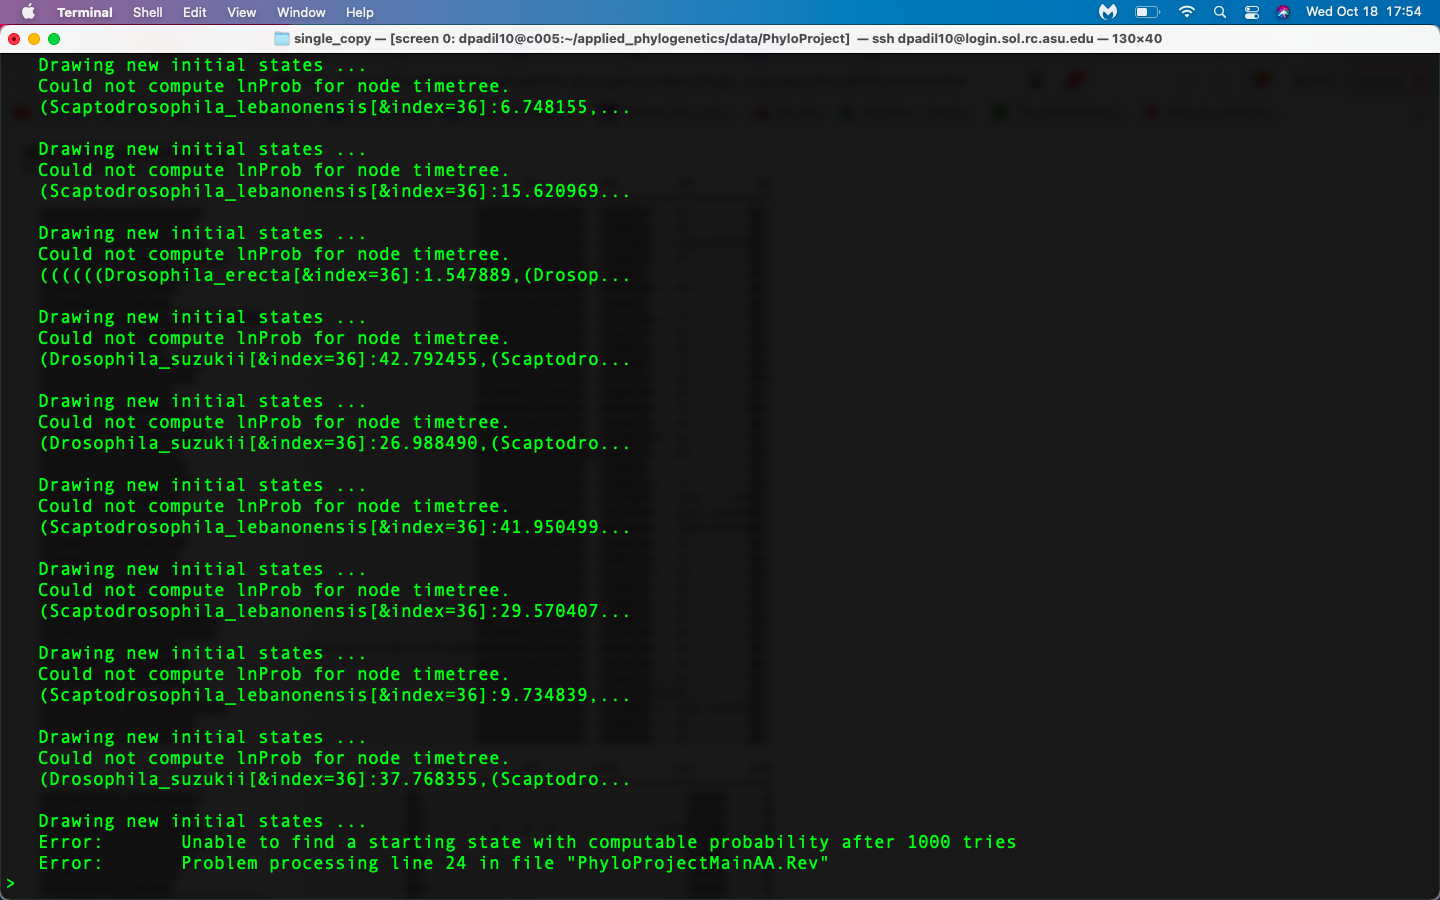 Terminal Shell Edit View Window Help Wed Oct 18 17:54
single_copy — [screen 0: dpadil10@c005:~/applied_phylogenetics/data/PhyloProject] — ssh dpadil10@login.sol.rc.asu.edu — 130×40
Drawing new initial states ...
Could not compute lnProb for node timetree.
(Scaptodrosophila_lebanonensis[&index=36]:6.748155,...
Drawing new initial states ...
Could not compute lnProb for node timetree.
(Scaptodrosophila_lebanonensis[&index=36]:15.620969...
Drawing new initial states ...
Could not compute lnProb for node timetree.
((((((Drosophila_erecta[&index=36]:1.547889,(Drosop...
Drawing new initial states ...
Could not compute lnProb for node timetree.
(Drosophila_suzukii[&index=36]:42.792455,(Scaptodro...
Drawing new initial states ...
Could not compute lnProb for node timetree.
(Drosophila_suzukii[&index=36]:26.988490,(Scaptodro...
Drawing new initial states ...
Could not compute lnProb for node timetree.
(Scaptodrosophila_lebanonensis[&index=36]:41.950499...
Drawing new initial states ...
Could not compute lnProb for node timetree.
(Scaptodrosophila_lebanonensis[&index=36]:29.570407...
Drawing new initial states ...
Could not compute lnProb for node timetree.
(Scaptodrosophila_lebanonensis[&index=36]:9.734839,...
Drawing new initial states ...
Could not compute lnProb for node timetree.
(Drosophila_suzukii[&index=36]:37.768355,(Scaptodro...
Drawing new initial states ...
Error: Unable to find a starting state with computable probability after 1000 tries
Error: Problem processing line 24 in file "PhyloProjectMainAA.Rev"
>